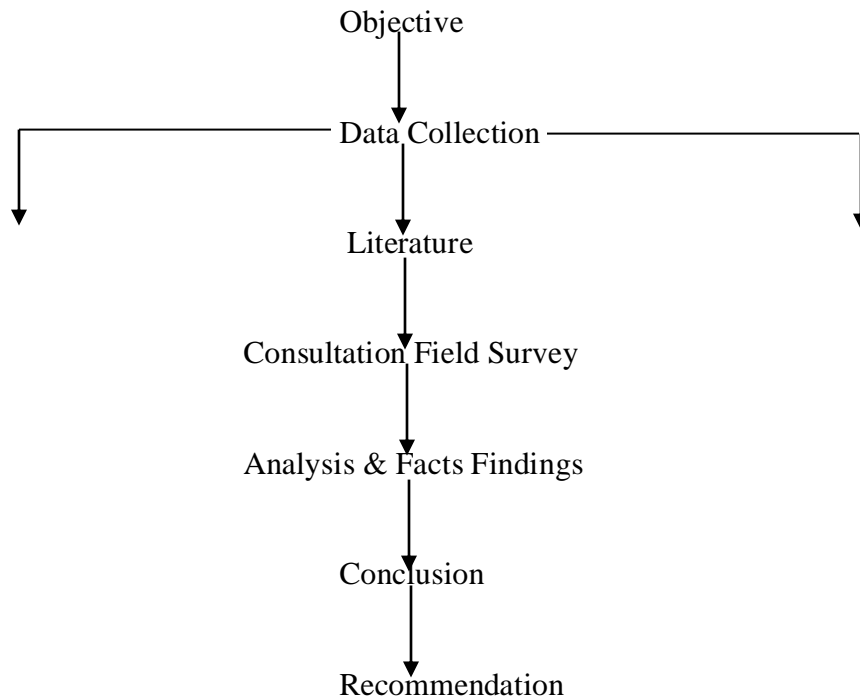 Objective
Data Collection
Literature
Consultation Field Survey
Analysis & Facts Findings
Conclusion
Recommendation